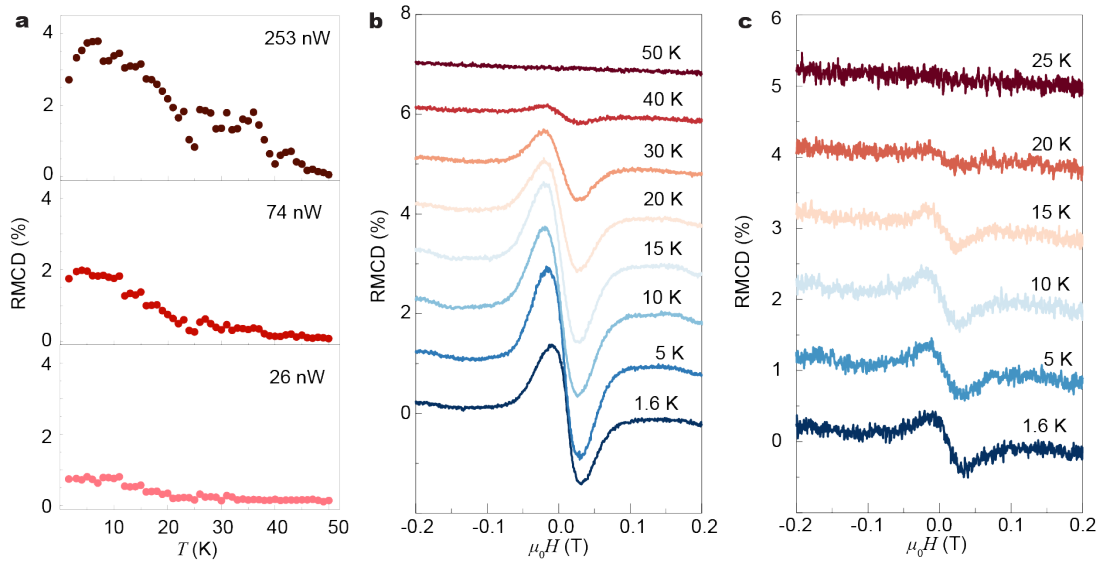 a
253 nW
74 nW
26 nW
4
2
0
4
2
0
4
2
0
10
20
30
40
50
RMCD (%)
T (K)
b
50 K
40 K
30 K
20 K
15 K
10 K
5 K
1.6 K
8
6
4
2
0
-0.2
-0.1
0.0
0.1
0.2
RMCD (%)
μ₀H (T)
c
25 K
20 K
15 K
10 K
5 K
1.6 K
6
5
4
3
2
1
0
-0.2
-0.1
0.0
0.1
0.2
RMCD (%)
μ₀H (T)